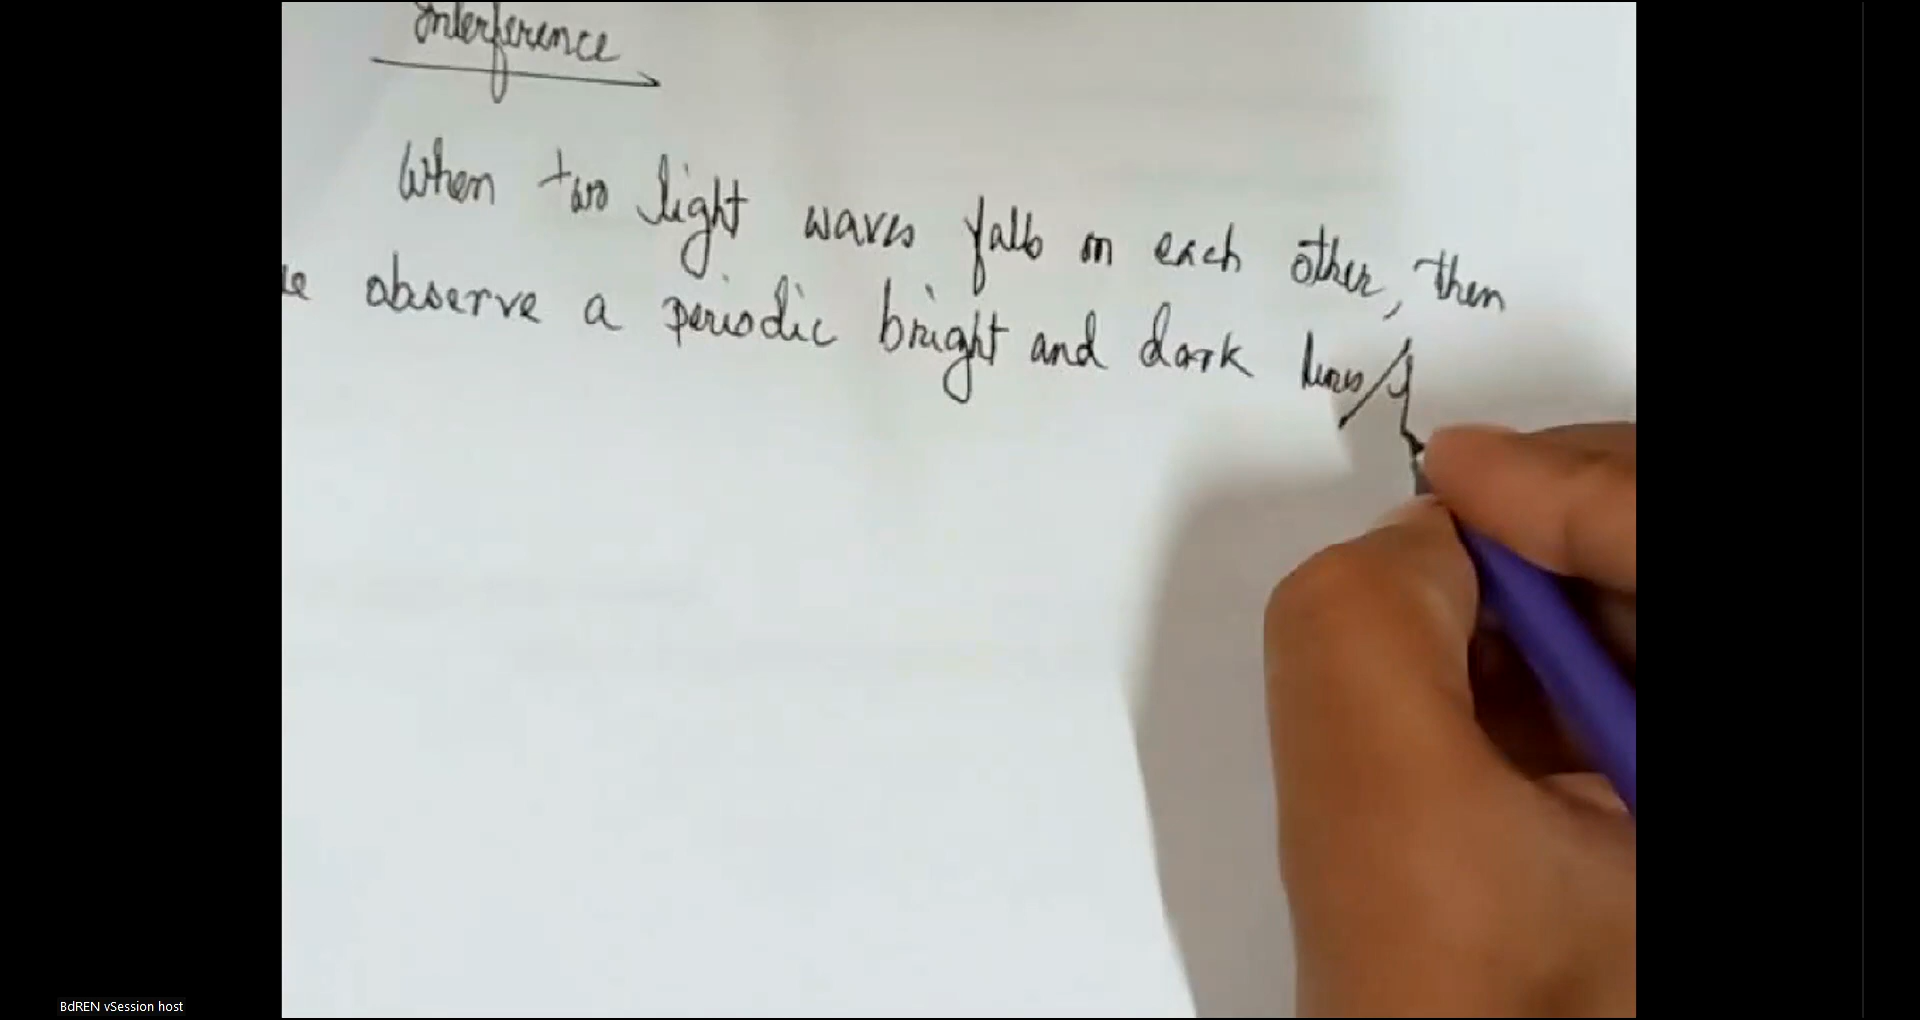 Interference
When two light waves falls on each other, then
observe a periodic bright and dark lines/
BdREN vSession host